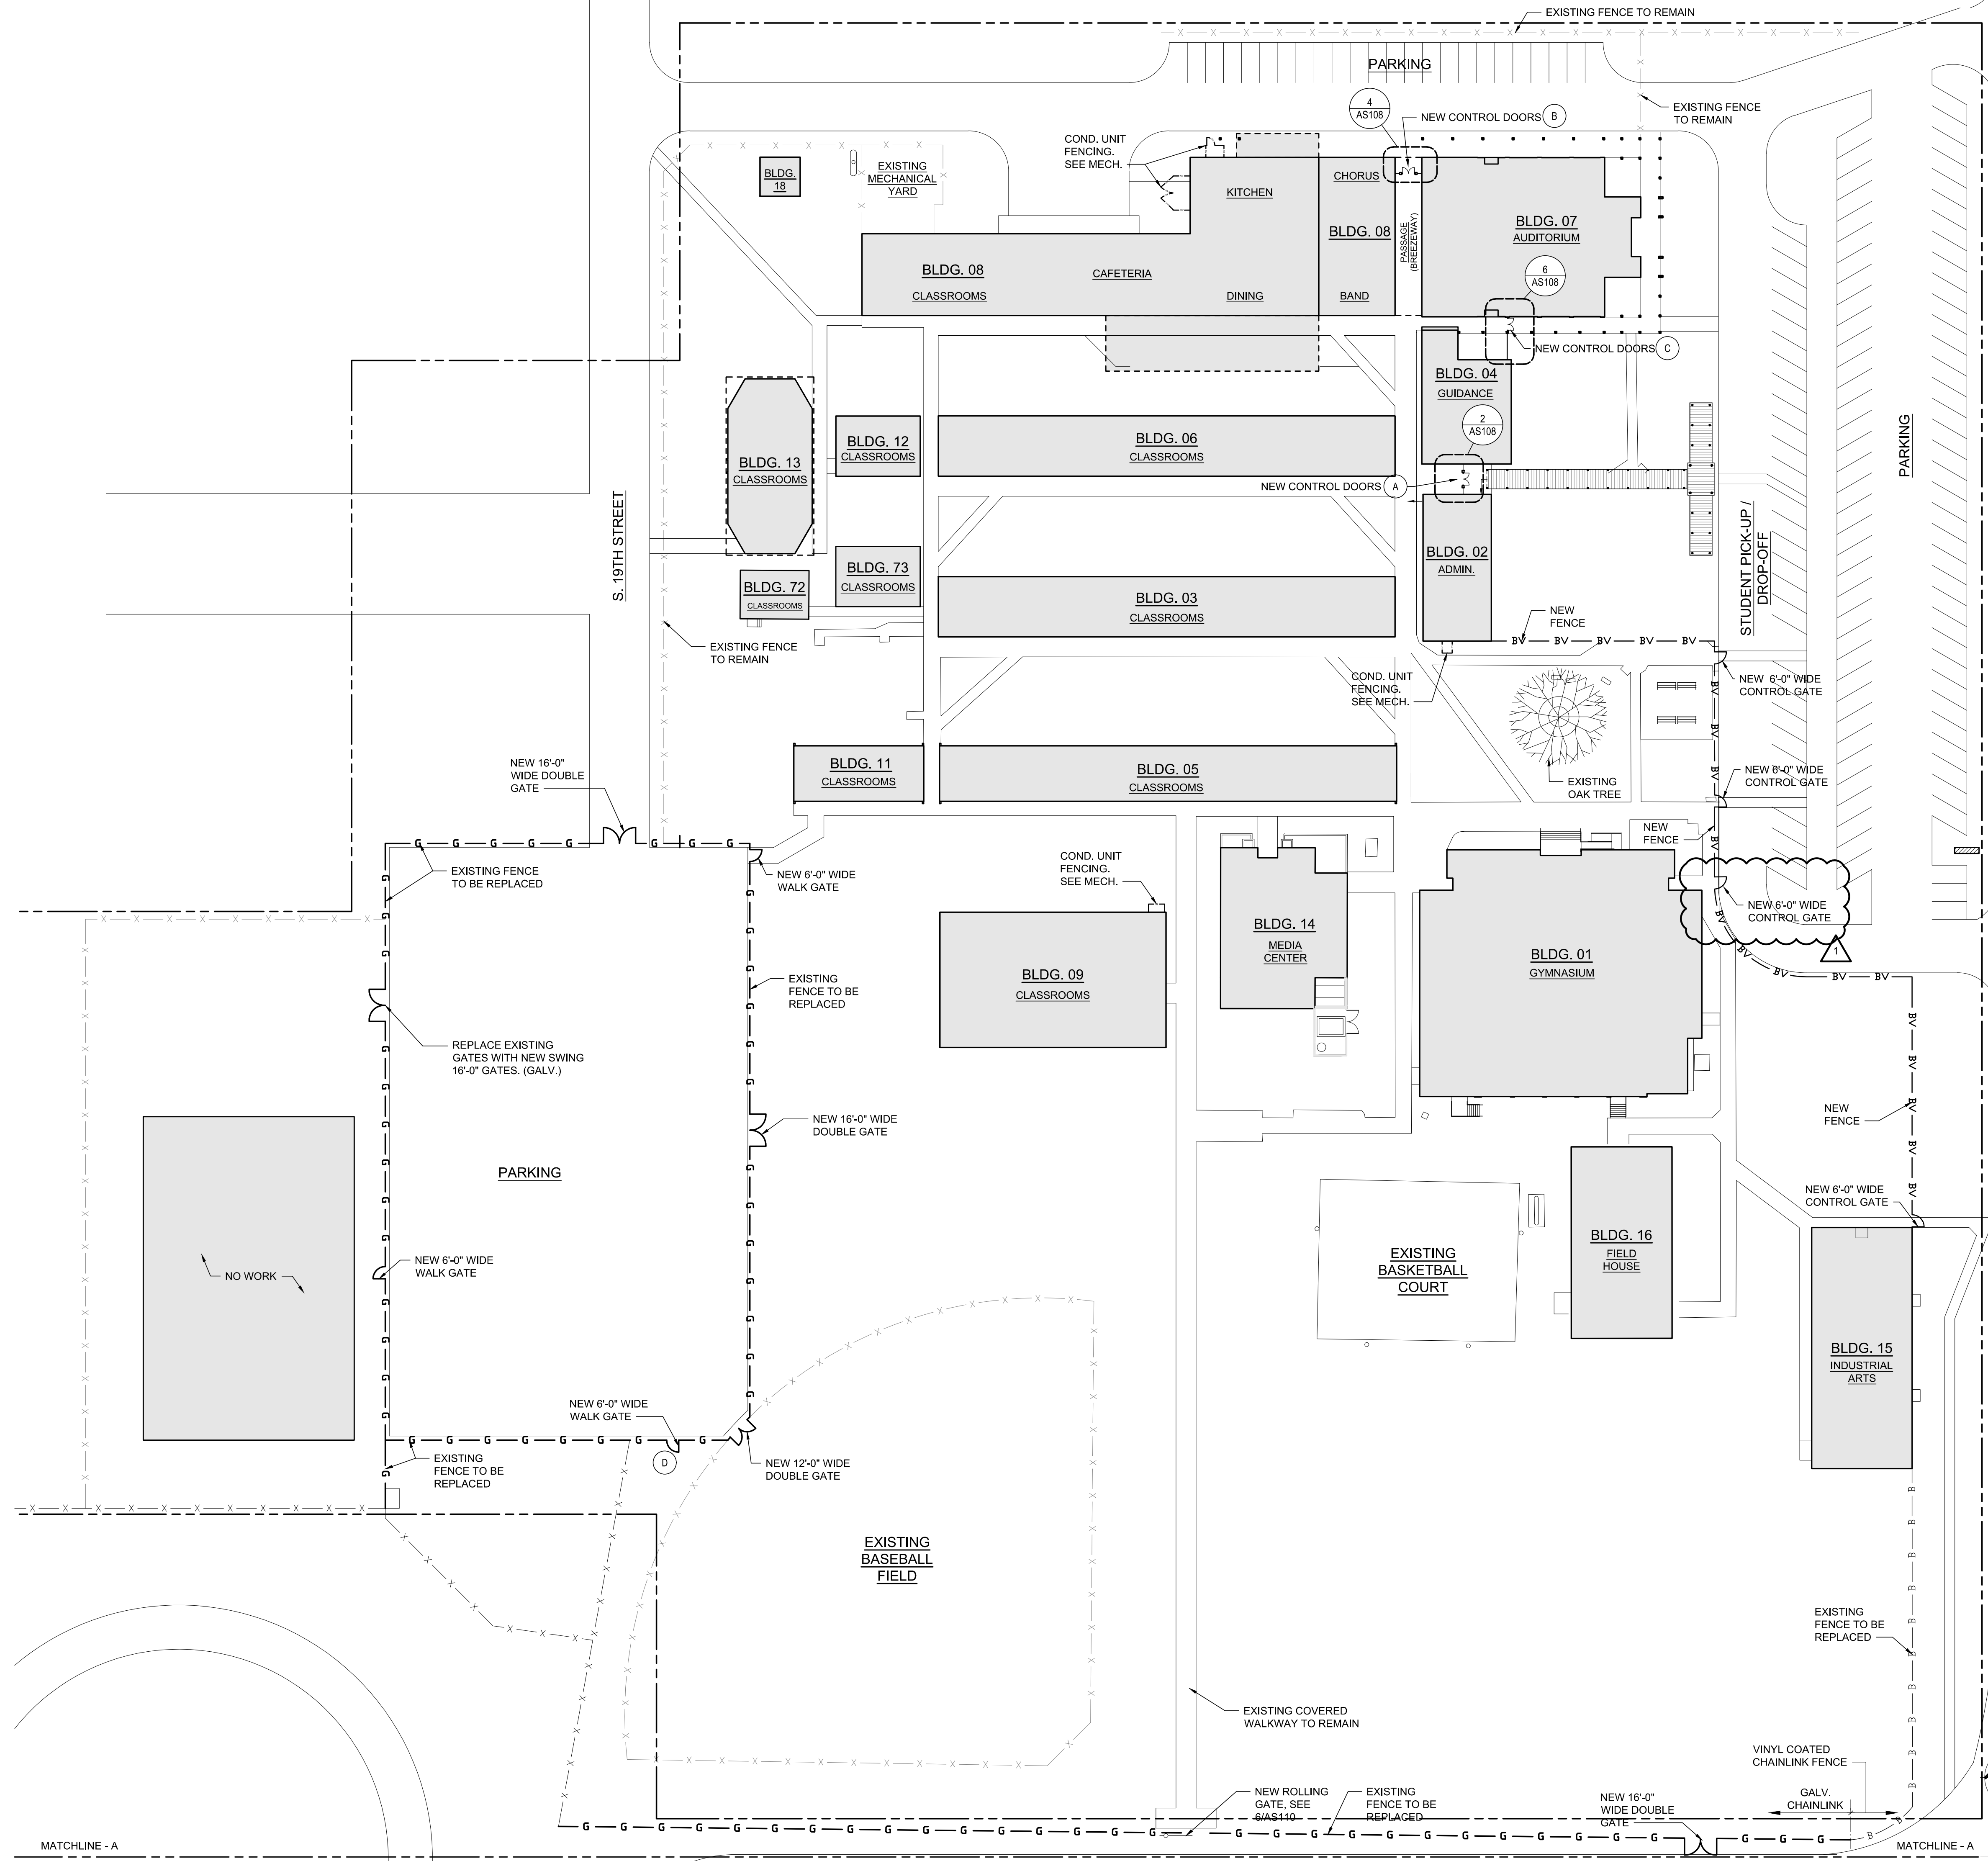 EXISTING FENCE TO REMAIN
PARKING
4
AS108
NEW CONTROL DOORS
B
EXISTING FENCE
TO REMAIN
COND. UNIT
FENCING.
SEE MECH.
BLDG.
18
EXISTING
MECHANICAL
YARD
KITCHEN
CHORUS
BLDG. 08
PASSAGE
(BREEZEWAY)
BLDG. 07
AUDITORIUM
6
AS108
BLDG. 08
CLASSROOMS
CAFETERIA
DINING
BAND
NEW CONTROL DOORS
C
BLDG. 04
GUIDANCE
2
AS108
BLDG. 13
CLASSROOMS
BLDG. 12
CLASSROOMS
BLDG. 06
CLASSROOMS
NEW CONTROL DOORS
A
PARKING
S. 19TH STREET
STUDENT PICK-UP /
DROP-OFF
BLDG. 02
ADMIN.
BLDG. 72
CLASSROOMS
BLDG. 73
CLASSROOMS
BLDG. 03
CLASSROOMS
NEW
FENCE
BV BV BV BV BV
EXISTING FENCE
TO REMAIN
COND. UNIT
FENCING.
SEE MECH.
NEW 6'-0" WIDE
CONTROL GATE
NEW 16'-0"
WIDE DOUBLE
GATE
BLDG. 11
CLASSROOMS
BLDG. 05
CLASSROOMS
EXISTING
OAK TREE
NEW 6'-0" WIDE
CONTROL GATE
NEW
FENCE
EXISTING FENCE
TO BE REPLACED
NEW 6'-0" WIDE
WALK GATE
COND. UNIT
FENCING.
SEE MECH.
NEW 6'-0" WIDE
CONTROL GATE
1
BLDG. 14
MEDIA
CENTER
BLDG. 01
GYMNASIUM
BLDG. 09
CLASSROOMS
EXISTING
FENCE TO BE
REPLACED
REPLACE EXISTING
GATES WITH NEW SWING
16'-0" GATES. (GALV.)
NEW 16'-0" WIDE
DOUBLE GATE
NEW
FENCE
PARKING
NEW 6'-0" WIDE
CONTROL GATE
NO WORK
NEW 6'-0" WIDE
WALK GATE
EXISTING
BASKETBALL
COURT
BLDG. 16
FIELD
HOUSE
BLDG. 15
INDUSTRIAL
ARTS
NEW 6'-0" WIDE
WALK GATE
D
EXISTING
FENCE TO BE
REPLACED
NEW 12'-0" WIDE
DOUBLE GATE
EXISTING
BASEBALL
FIELD
EXISTING
FENCE TO BE
REPLACED
EXISTING COVERED
WALKWAY TO REMAIN
VINYL COATED
CHAINLINK FENCE
GALV.
CHAINLINK
NEW ROLLING
GATE, SEE
6/AS110
EXISTING
FENCE TO BE
REPLACED
NEW 16'-0"
WIDE DOUBLE
GATE
MATCHLINE - A
MATCHLINE - A